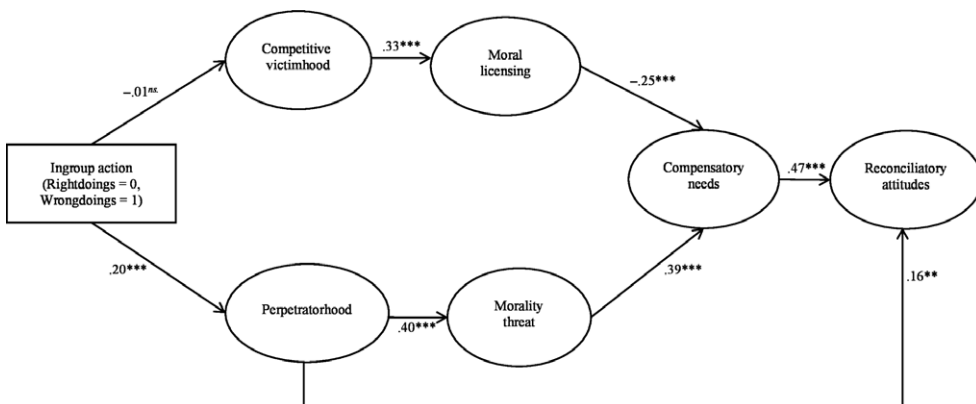 Competitive
victimhood
.33***
Moral
licensing
–.01ns.
–.25***
Ingroup action
(Rightdoings = 0,
Wrongdoings = 1)
Compensatory
needs
.47***
Reconciliatory
attitudes
.20***
.39***
.16**
Perpetratorhood
.40***
Morality
threat